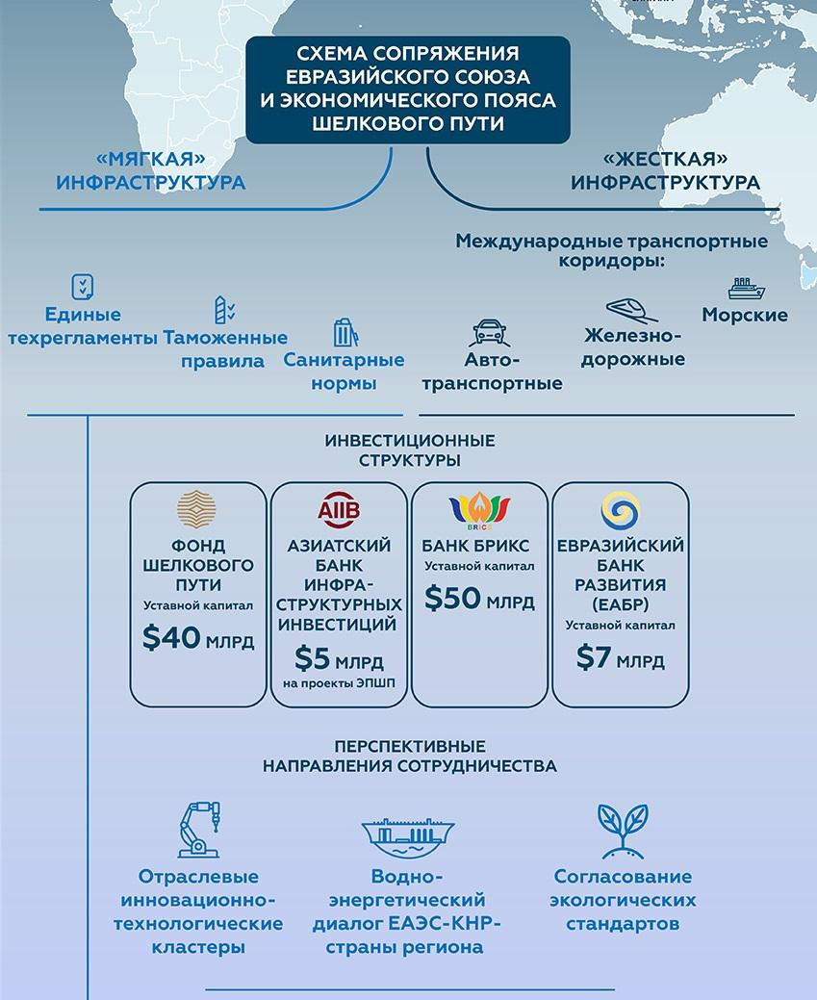 СХЕМА СОПРЯЖЕНИЯ
ЕВРАЗИЙСКОГО СОЮЗА
И ЭКОНОМИЧЕСКОГО ПОЯСА
ШЕЛКОВОГО ПУТИ
«МЯГКАЯ»
ИНФРАСТРУКТУРА
«ЖЕСТКАЯ»
ИНФРАСТРУКТУРА
Международные транспортные
коридоры:
Единые
техрегламенты
Таможенные
правила
Санитарные
нормы
Авто-
транспортные
Железно-
дорожные
Морские
ИНВЕСТИЦИОННЫЕ
СТРУКТУРЫ
ФОНД
ШЕЛКОВОГО
ПУТИ
Уставной капитал
$40 МЛРД
AIIB
АЗИАТСКИЙ
БАНК
ИНФРА-
СТРУКТУРНЫХ
ИНВЕСТИЦИЙ
$5 МЛРД
на проекты ЭПШП
BRICS
БАНК БРИКС
Уставной капитал
$50 МЛРД
ЕВРАЗИЙСКИЙ
БАНК
РАЗВИТИЯ
(ЕАБР)
Уставной капитал
$7 МЛРД
ПЕРСПЕКТИВНЫЕ
НАПРАВЛЕНИЯ СОТРУДНИЧЕСТВА
Отраслевые
инновационно-
технологические
кластеры
Водно-
энергетический
диалог ЕАЭС-КНР-
страны региона
Согласование
экологических
стандартов